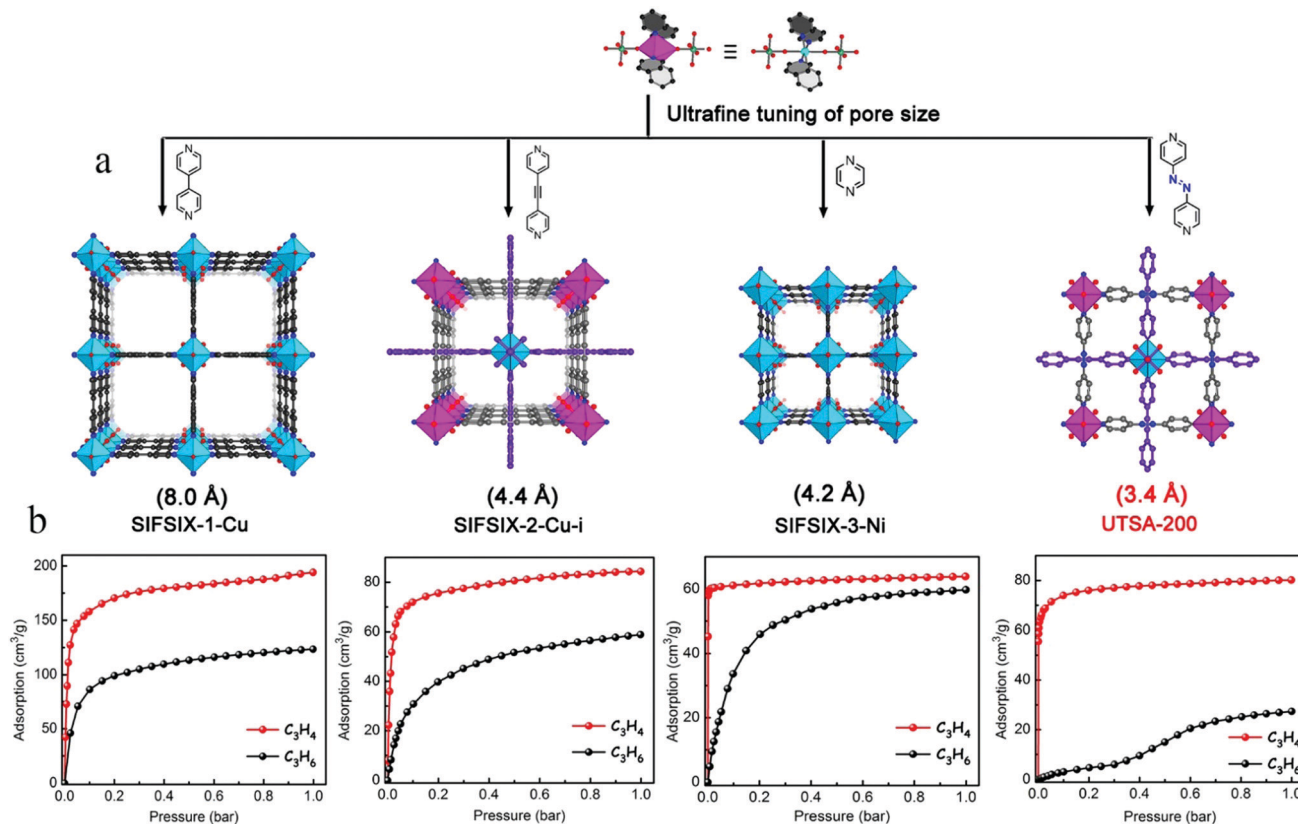 ≡
Ultrafine tuning of pore size
a
N
N
N
N
N
N
N
N
N
N
(8.0 Å)
(4.4 Å)
(4.2 Å)
(3.4 Å)
SIFSIX-1-Cu
SIFSIX-2-Cu-i
SIFSIX-3-Ni
UTSA-200
b
Adsorption (cm³/g)
200
150
100
50
0
C₃H₄
C₃H₆
0.0 0.2 0.4 0.6 0.8 1.0
Pressure (bar)
Adsorption (cm³/g)
80
60
40
20
0
C₃H₄
C₃H₆
0.0 0.2 0.4 0.6 0.8 1.0
Pressure (bar)
Adsorption (cm³/g)
60
40
20
0
C₃H₄
C₃H₆
0.0 0.2 0.4 0.6 0.8 1.0
Pressure (bar)
Adsorption (cm³/g)
80
60
40
20
0
C₃H₄
C₃H₆
0.0 0.2 0.4 0.6 0.8 1.0
Pressure (bar)